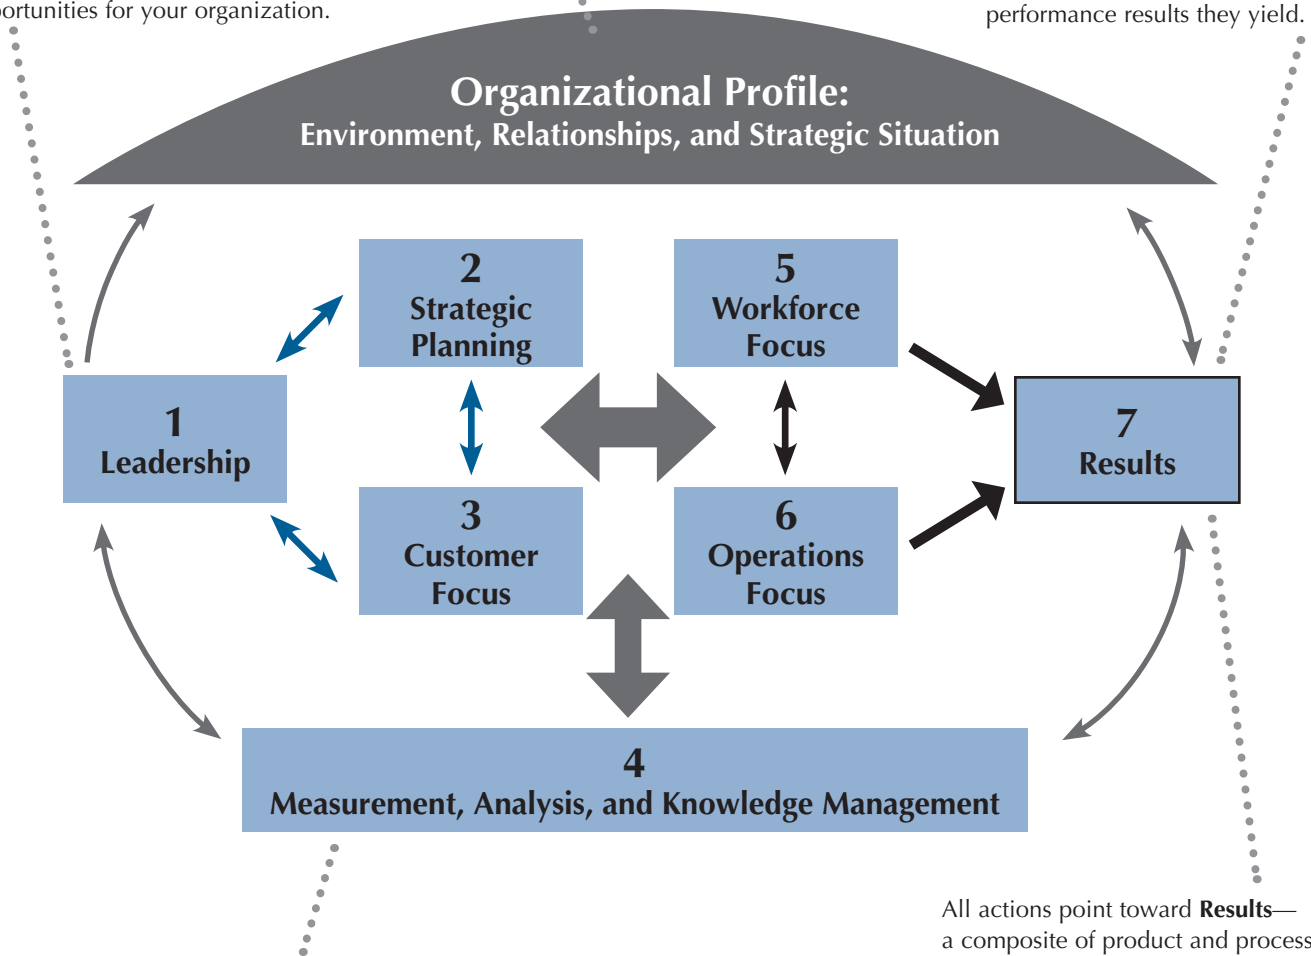 portunities for your organization.
performance results they yield.
Organizational Profile:
Environment, Relationships, and Strategic Situation
2
Strategic
Planning
5
Workforce
Focus
1
Leadership
7
Results
3
Customer
Focus
6
Operations
Focus
4
Measurement, Analysis, and Knowledge Management
All actions point toward Results—
a composite of product and process